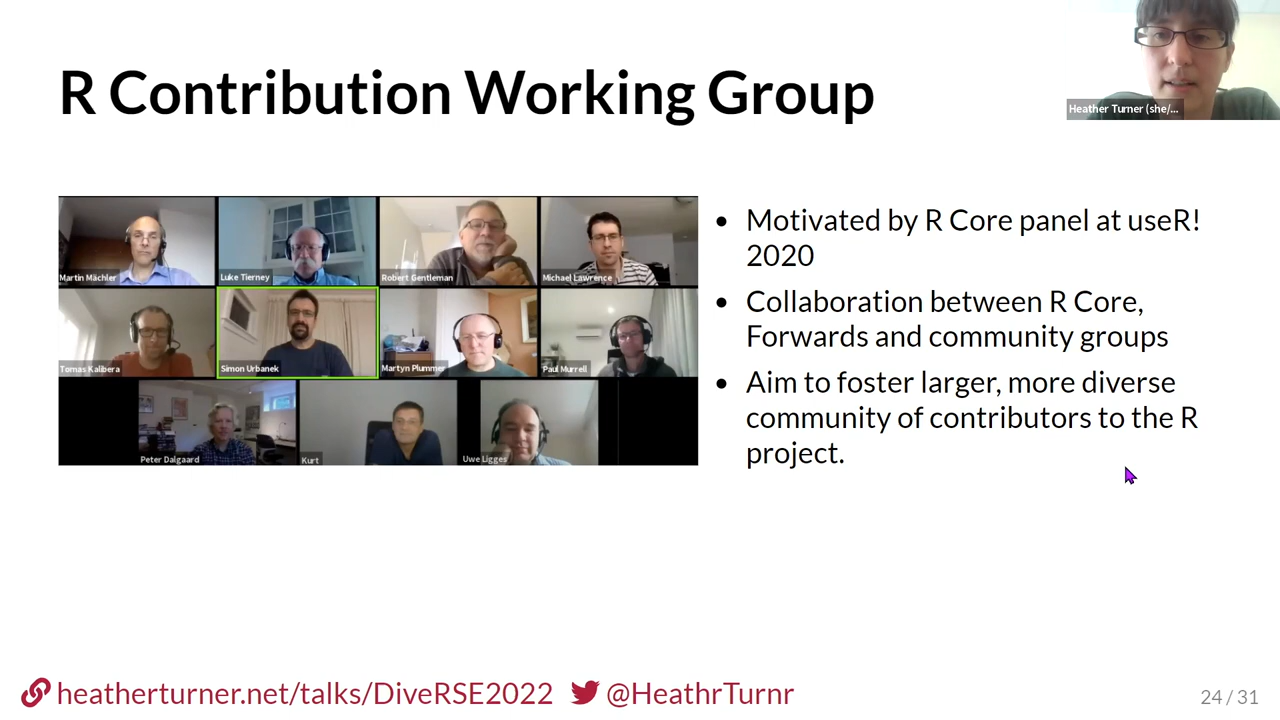 R Contribution Working Group
Heather Turner (she/...
Martin Mächler
Luke Tierney
Robert Gentleman
Michael Lawrence
Tomas Kalibera
Simon Urbanek
Martyn Plummer
Paul Murrell
Peter Dalgaard
Kurt
Uwe Ligges
• Motivated by R Core panel at useR!
2020
• Collaboration between R Core,
Forwards and community groups
• Aim to foster larger, more diverse
community of contributors to the R
project.
heatherturner.net/talks/DiveRSE2022 @HeathrTurnr
24 / 31